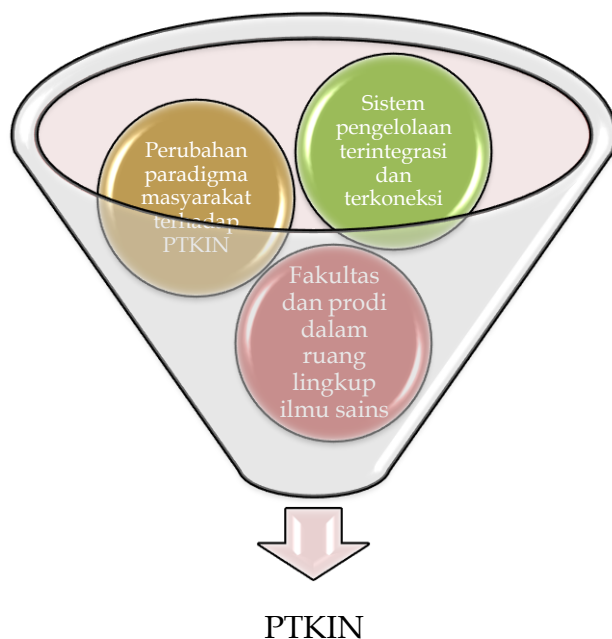 Perubahan
paradigma
masyarakat
terhadap
PTKIN
Sistem
pengelolaan
terintegrasi
dan
terkoneksi
Fakultas
dan prodi
dalam
ruang
lingkup
ilmu sains
PTKIN